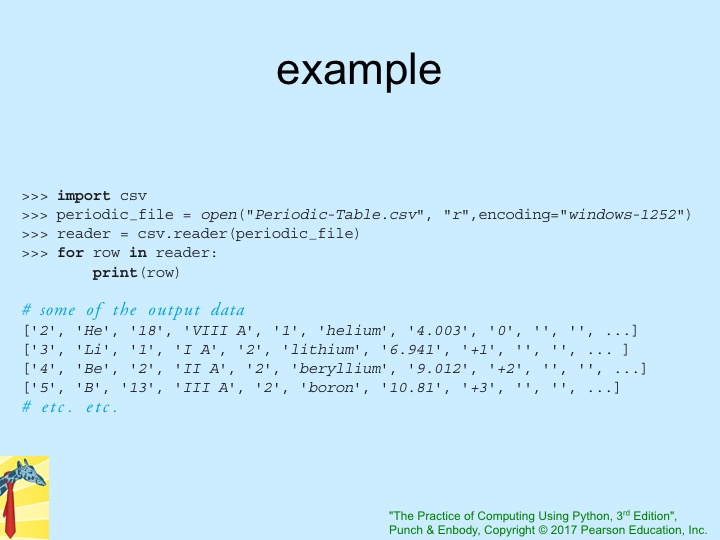 example
>>> import csv
>>> periodic_file = open("Periodic-Table.csv", "r",encoding="windows-1252")
>>> reader = csv.reader(periodic_file)
>>> for row in reader:
        print(row)
# some of the output data
['2', 'He', '18', 'VIII A', '1', 'helium', '4.003', '0', '', '', ...]
['3', 'Li', '1', 'I A', '2', 'lithium', '6.941', '+1', '', '', ... ]
['4', 'Be', '2', 'II A', '2', 'beryllium', '9.012', '+2', '', '', ...]
['5', 'B', '13', 'III A', '2', 'boron', '10.81', '+3', '', '', ...]
# etc. etc.
"The Practice of Computing Using Python, 3rd Edition",
Punch & Enbody, Copyright © 2017 Pearson Education, Inc.